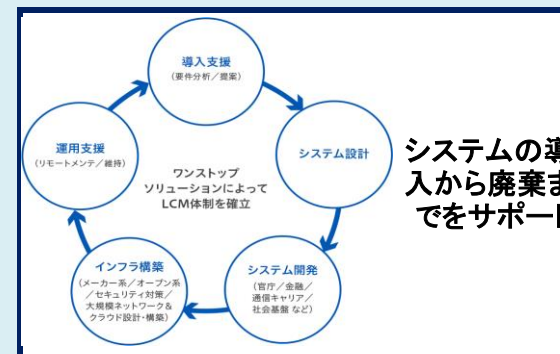 導入支援
(要件分析／提案)
システム設計
システム開発
(官庁／金融／
通信キャリア／
社会基盤 など)
インフラ構築
(メーカー系／オープン系
／セキュリティ対策／
大規模ネットワーク＆
クラウド設計・構築)
運用支援
(リモートメンテ／維持)
ワンストップ
ソリューションによって
LCM体制を確立
システムの導
入から廃棄ま
でをサポート